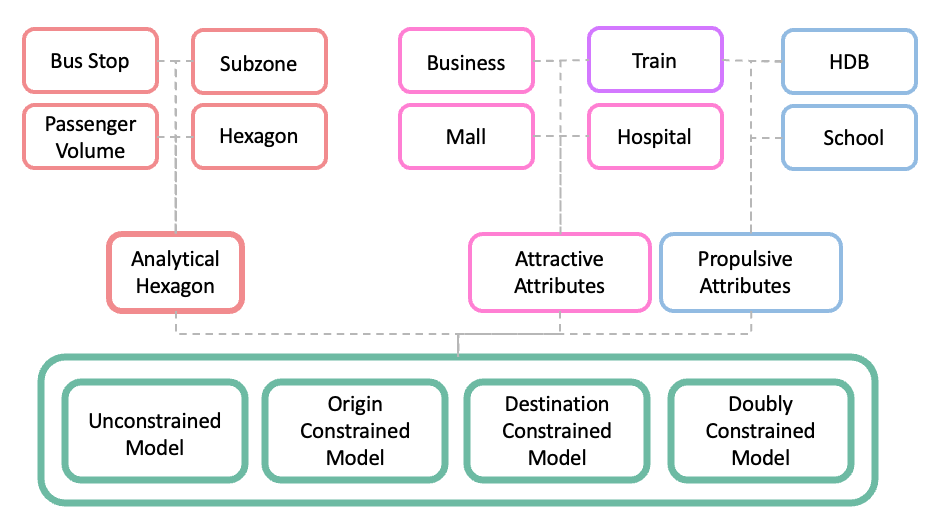 Bus Stop
Subzone
Business
Train
HDB
Passenger
Volume
Hexagon
Mall
Hospital
School
Analytical
Hexagon
Attractive
Attributes
Propulsive
Attributes
Unconstrained
Model
Origin
Constrained
Model
Destination
Constrained
Model
Doubly
Constrained
Model